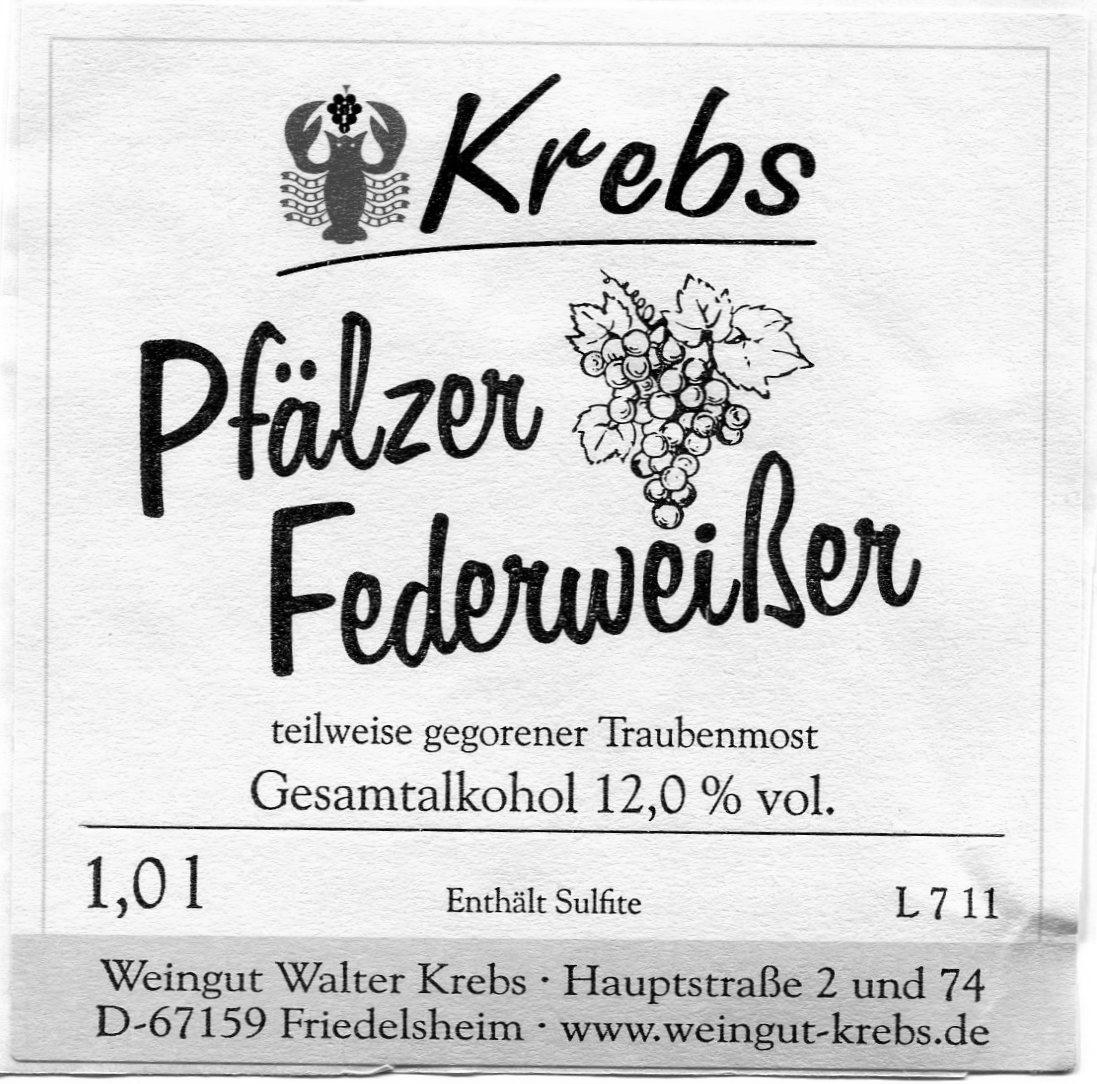 Krebs
Pfälzer
Federweißer
teilweise gegorener Traubenmost
Gesamtalkohol 12,0 % vol.
1,0 l
Enthält Sulfite
L 7 11
Weingut Walter Krebs · Hauptstraße 2 und 74
D-67159 Friedelsheim · www.weingut-krebs.de